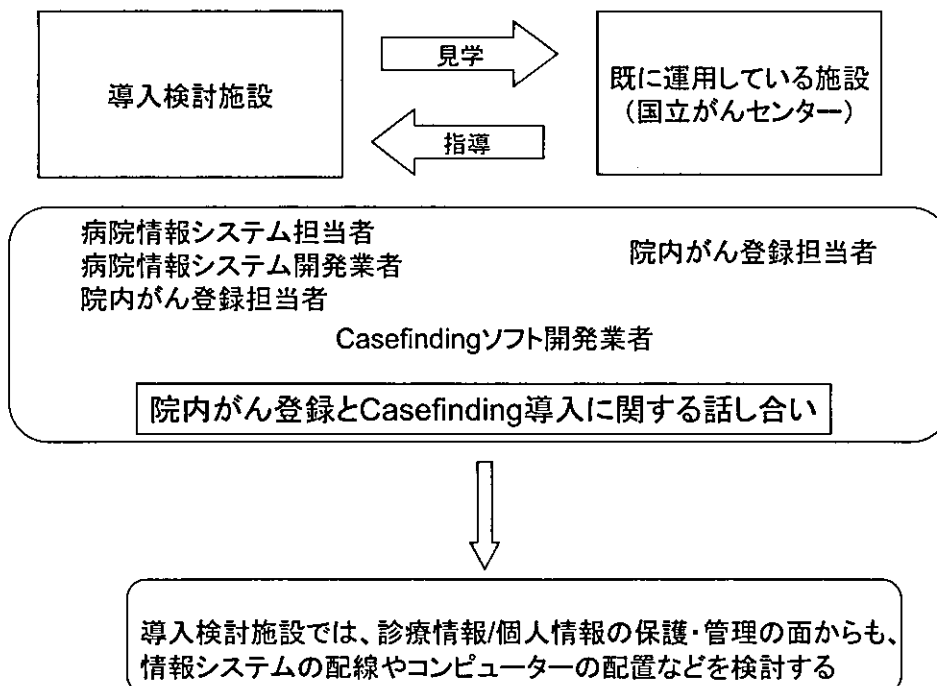 導入検討施設
見学
指導
既に運用している施設
（国立がんセンター）
病院情報システム担当者
病院情報システム開発業者
院内がん登録担当者
院内がん登録担当者
Casefindingソフト開発業者
院内がん登録とCasefinding導入に関する話し合い
導入検討施設では、診療情報/個人情報の保護・管理の面からも、
情報システムの配線やコンピューターの配置などを検討する